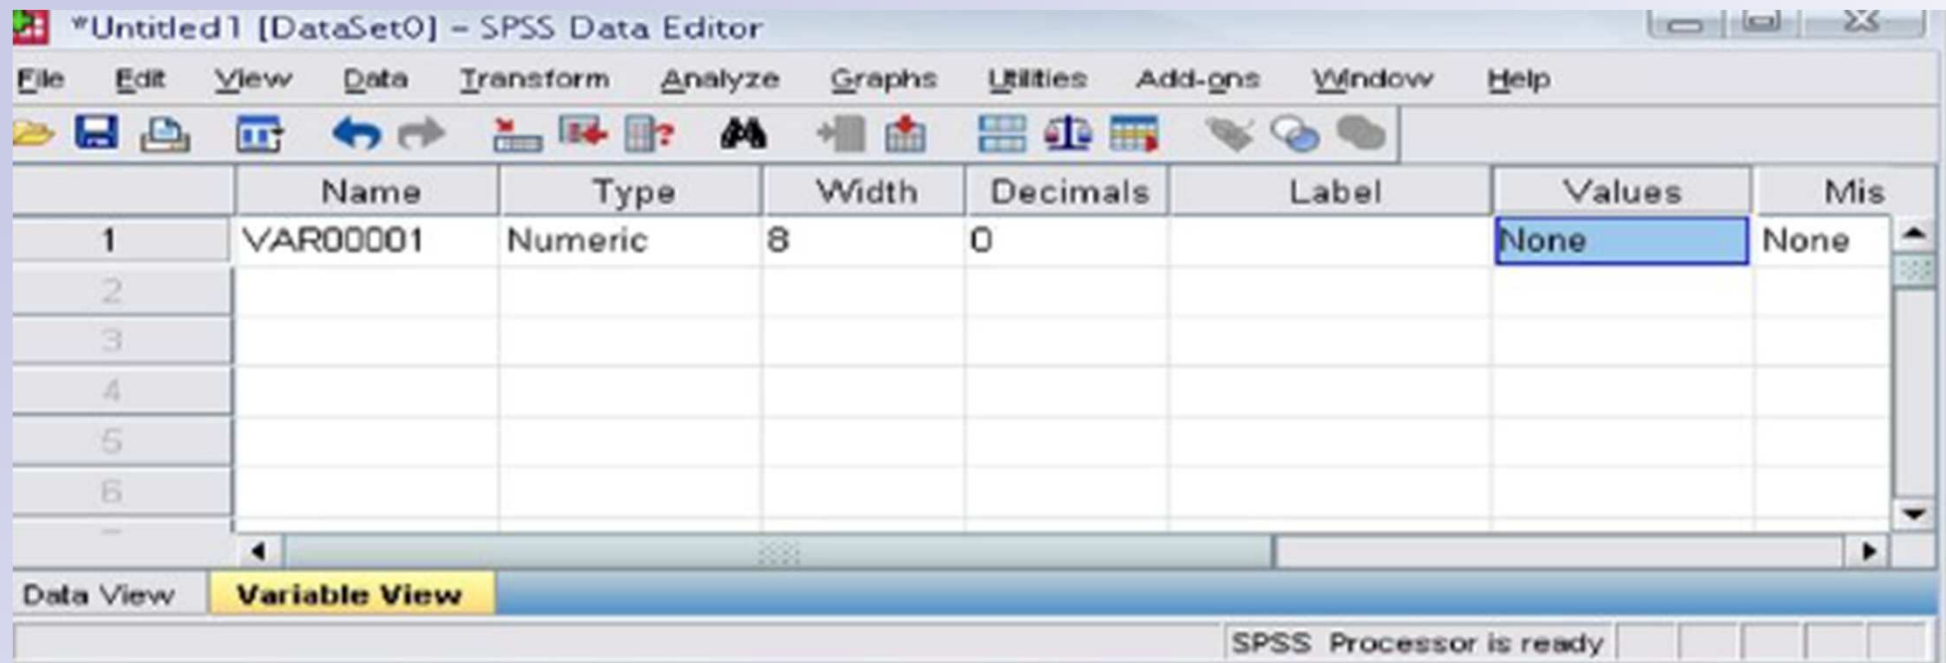 *Untitled1 [DataSet0] - SPSS Data Editor
File Edit View Data Transform Analyze Graphs Utilities Add-ons Window Help
Name Type Width Decimals Label Values Mis
1 VAR00001 Numeric 8 0 None None
2
3
4
5
6
Data View Variable View
SPSS Processor is ready